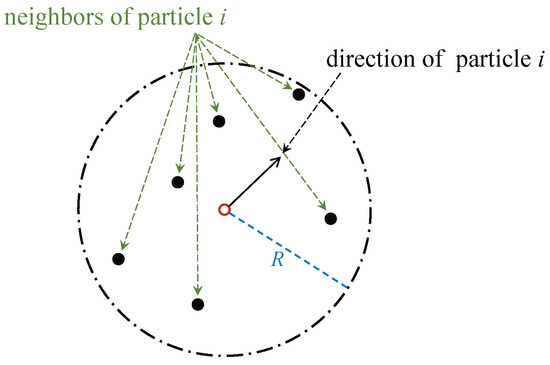 neighbors of particle i
direction of particle i
R